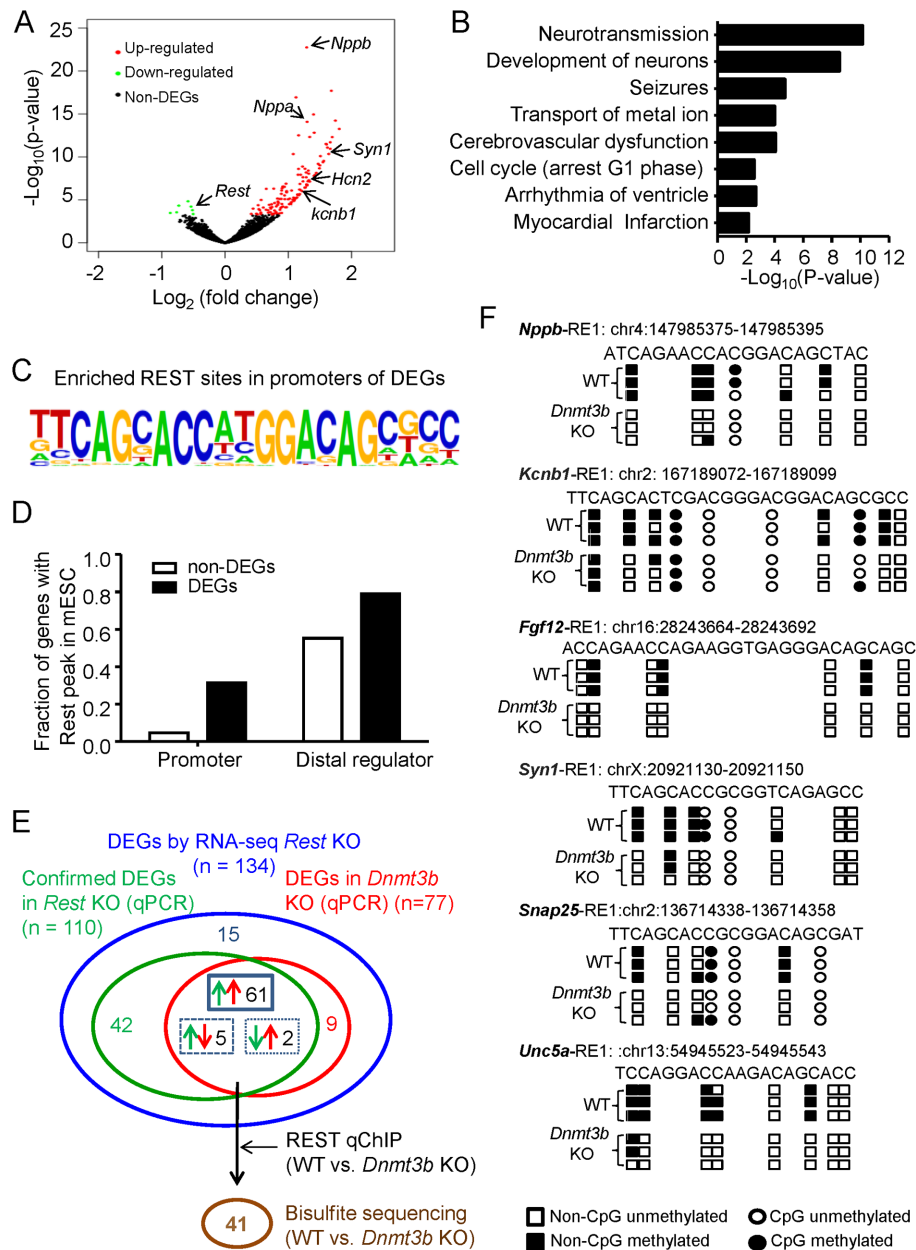 A
25
20
15
10
5
0
-Log10(p-value)
Up-regulated
Down-regulated
Non-DEGs
Nppb
Nppa
Syn1
Hcn2
kcnb1
Rest
-2 -1 0 1 2
Log2 (fold change)
B
Neurotransmission
Development of neurons
Seizures
Transport of metal ion
Cerebrovascular dysfunction
Cell cycle (arrest G1 phase)
Arrhythmia of ventricle
Myocardial Infarction
0 2 4 6 8 10 12
-Log10(P-value)
C
Enriched REST sites in promoters of DEGs
TTCAGCACCATGGACAGCGCC
D
Fraction of genes with
Rest peak in mESC
1.0
0.8
0.6
0.4
0.2
0.0
non-DEGs
DEGs
Promoter
Distal regulator
E
DEGs by RNA-seq Rest KO
(n = 134)
Confirmed DEGs
in Rest KO (qPCR)
(n = 110)
DEGs in Dnmt3b
KO (qPCR) (n=77)
15
61
42
9
5
2
REST qChIP
(WT vs. Dnmt3b KO)
41
Bisulfite sequencing
(WT vs. Dnmt3b KO)
F
Nppb-RE1: chr4:147985375-147985395
ATCAGAACCACGGACAGCTAC
WT
Dnmt3b
KO
Kcnb1-RE1: chr2: 167189072-167189099
TTCAGCACTCGACGGGACGGACAGCGCC
WT
Dnmt3b
KO
Fgf12-RE1: chr16:28243664-28243692
ACCAGAACCAGAAGGTGAGGGACAGCAGC
WT
Dnmt3b
KO
Syn1-RE1: chrX:20921130-20921150
TTCAGCACCGCGGTCAGAGCC
WT
Dnmt3b
KO
Snap25-RE1:chr2:136714338-136714358
TTCAGCACCGCGGACAGCGAT
WT
Dnmt3b
KO
Unc5a-RE1: :chr13:54945523-54945543
TCCAGGACCAAGACAGCACC
WT
Dnmt3b
KO
Non-CpG unmethylated
CpG unmethylated
Non-CpG methylated
CpG methylated